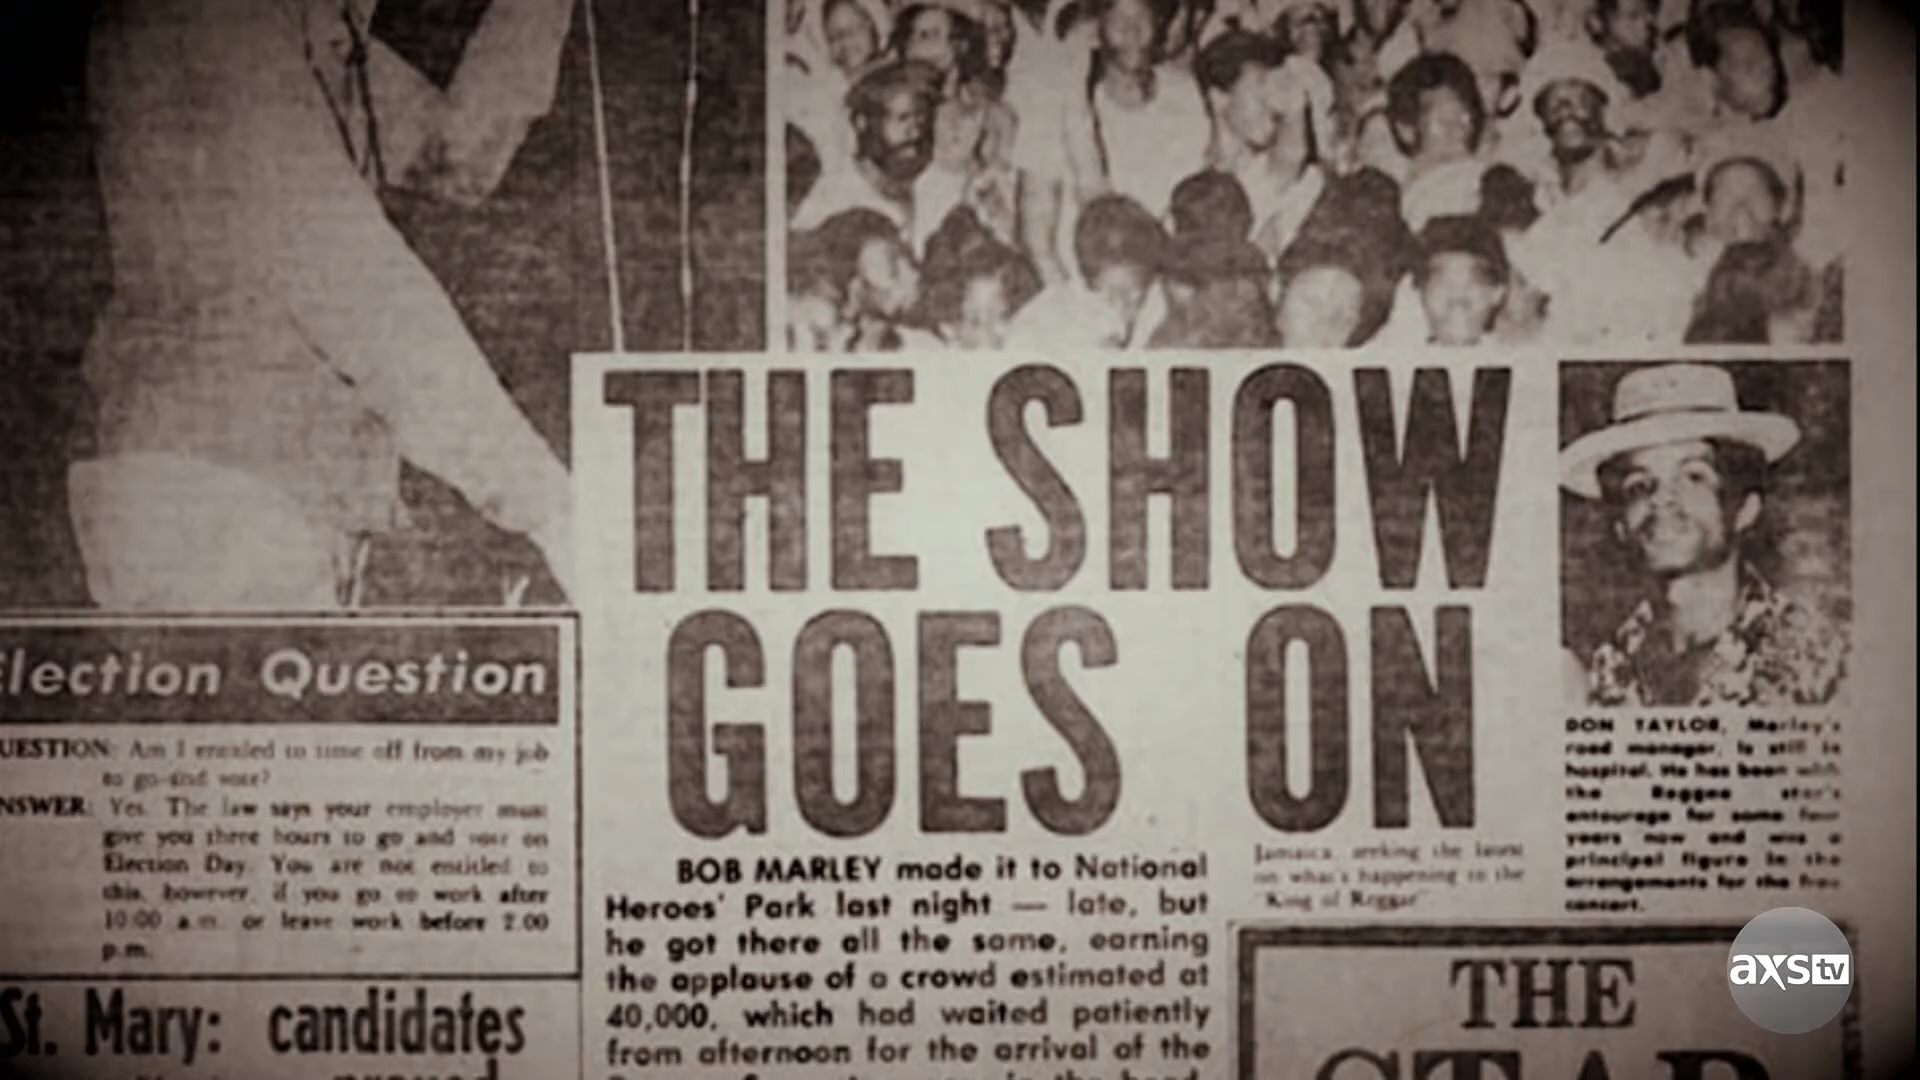 THE SHOW
GOES ON
BOB MARLEY made it to National
Heroes' Park last night — late, but
he got there all the same, earning
the applause of a crowd estimated at
40,000, which had waited patiently
from afternoon for the arrival of the
Jamaica, seeking the latest
on what's happening to the
"King of Reggae"
DON TAYLOR, Marley's
road manager, is still in
hospital. He has been with
the Reggae star's
entourage for some four
years now and was a
principal figure in the
arrangements for the free
concert.
Election Question
QUESTION: Am I entitled to time off from my job
to go and vote?
ANSWER: Yes. The law says your employer must
give you three hours to go and vote on
Election Day. You are not entitled to
this, however, if you go to work after
10:00 a.m. or leave work before 2.00
p.m.
St. Mary: candidates
THE
STAR
axs tv